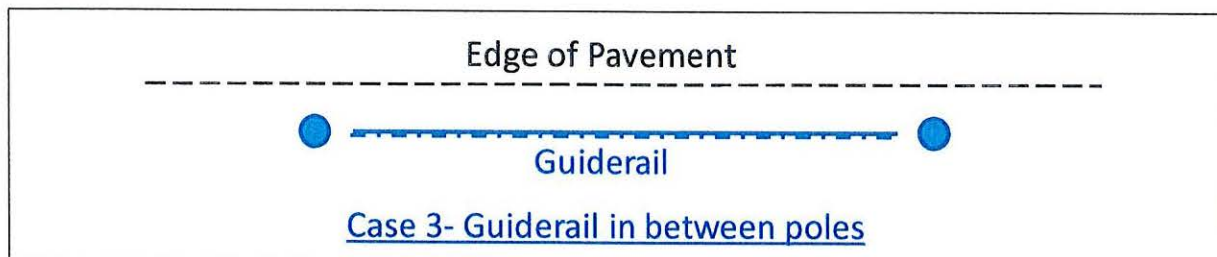 Edge of Pavement
Guiderail
Case 3- Guiderail in between poles